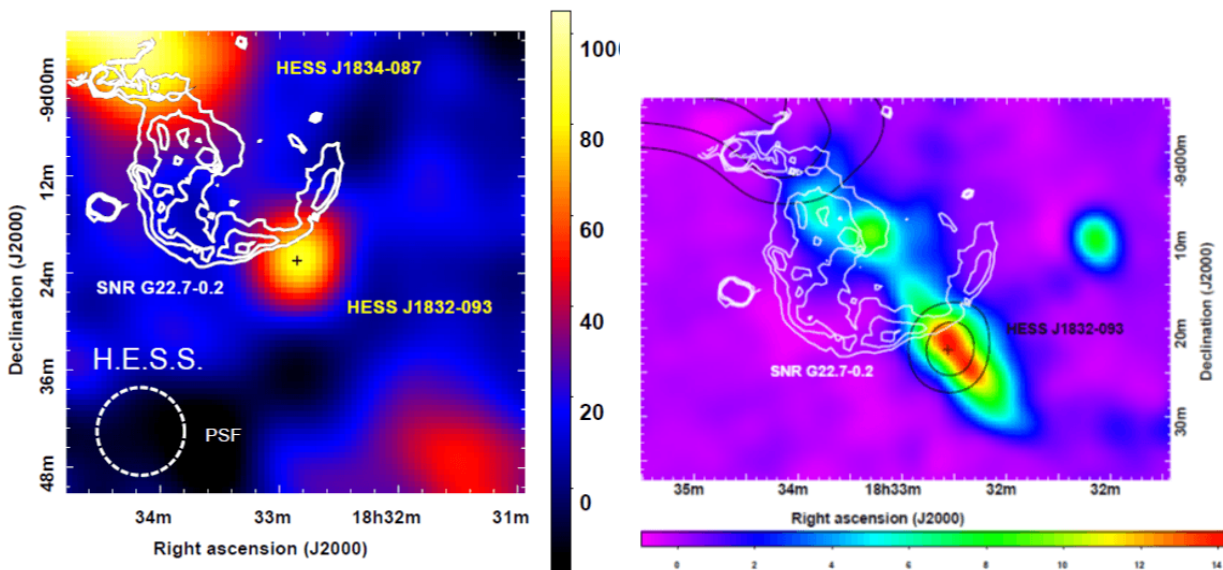 HESS J1834-087
SNR G22.7-0.2
HESS J1832-093
H.E.S.S.
PSF
-9d00m
12m
24m
36m
48m
Declination (J2000)
34m
33m
18h32m
31m
Right ascension (J2000)
100
80
60
40
20
0
HESS J1832-093
SNR G22.7-0.2
-9d00m
10m
20m
30m
Declination (J2000)
35m
34m
18h33m
32m
32m
Right ascension (J2000)
0
2
4
6
8
10
12
14